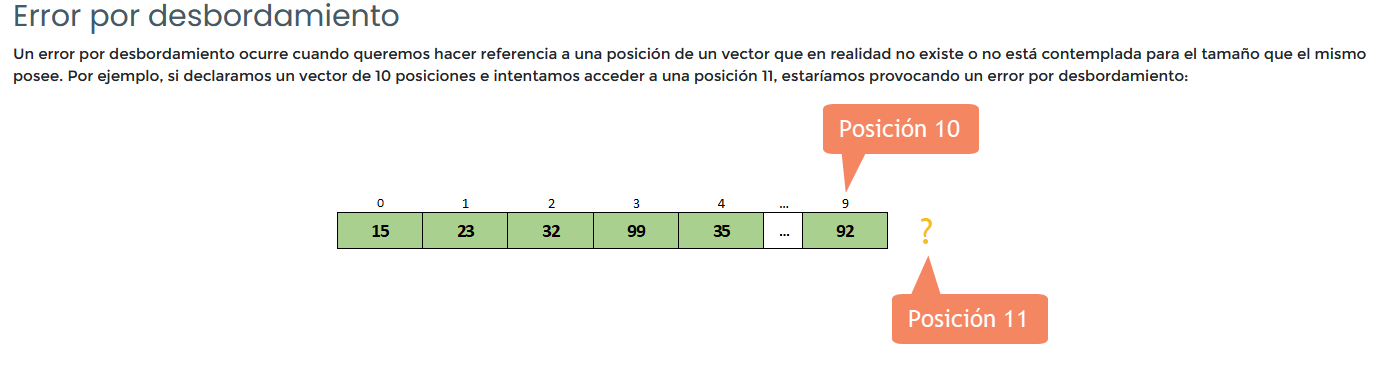 Error por desbordamiento
Un error por desbordamiento ocurre cuando queremos hacer referencia a una posición de un vector que en realidad no existe o no está contemplada para el tamaño que el mismo
posee. Por ejemplo, si declaramos un vector de 10 posiciones e intentamos acceder a una posición 11, estaríamos provocando un error por desbordamiento:
Posición 10
0 1 2 3 4 ... 9
15 23 32 99 35 ... 92 ?
Posición 11